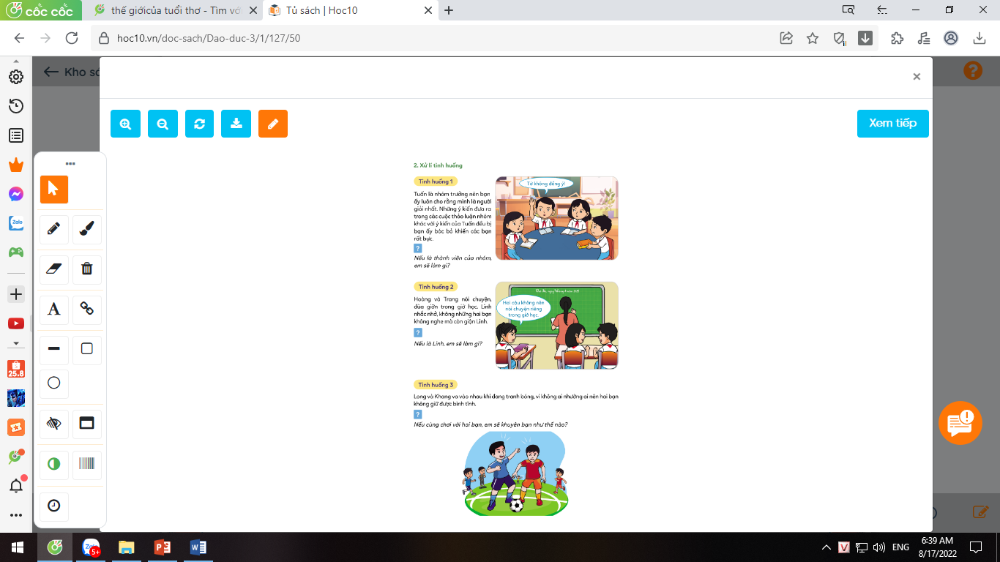 cốc cốc
thế giớicủa tuổi thơ - Tìm với
Tủ sách | Hoc10
hoc10.vn/doc-sach/Dao-duc-3/1/127/50
Kho sá
Xem tiếp
2. Xử lí tình huống
Tình huống 1
Tớ không đồng ý!
Tuấn là nhóm trưởng nên bạn
ấy luôn cho rằng mình là người
giỏi nhất. Những ý kiến đưa ra
trong các cuộc thảo luận nhóm
khác với ý kiến của Tuấn đều bị
bạn ấy bác bỏ khiến các bạn
rất bực.
?
Nếu là thành viên của nhóm,
em sẽ làm gì?
Tình huống 2
Hoàng và Trang nói chuyện,
đùa giỡn trong giờ học. Linh
nhắc nhở, không những hai bạn
không nghe mà còn giận Linh.
?
Nếu là Linh, em sẽ làm gì?
Hai cậu không nên
nói chuyện riêng
trong giờ học.
Tình huống 3
Long và Khang va vào nhau khi đang tranh bóng, vì không ai nhường ai nên hai bạn
không giữ được bình tĩnh.
?
Nếu cùng chơi với hai bạn, em sẽ khuyên bạn như thế nào?
Zalo
25.8
A
Zalo
5+
P
W
V
ENG
6:39 AM
8/17/2022